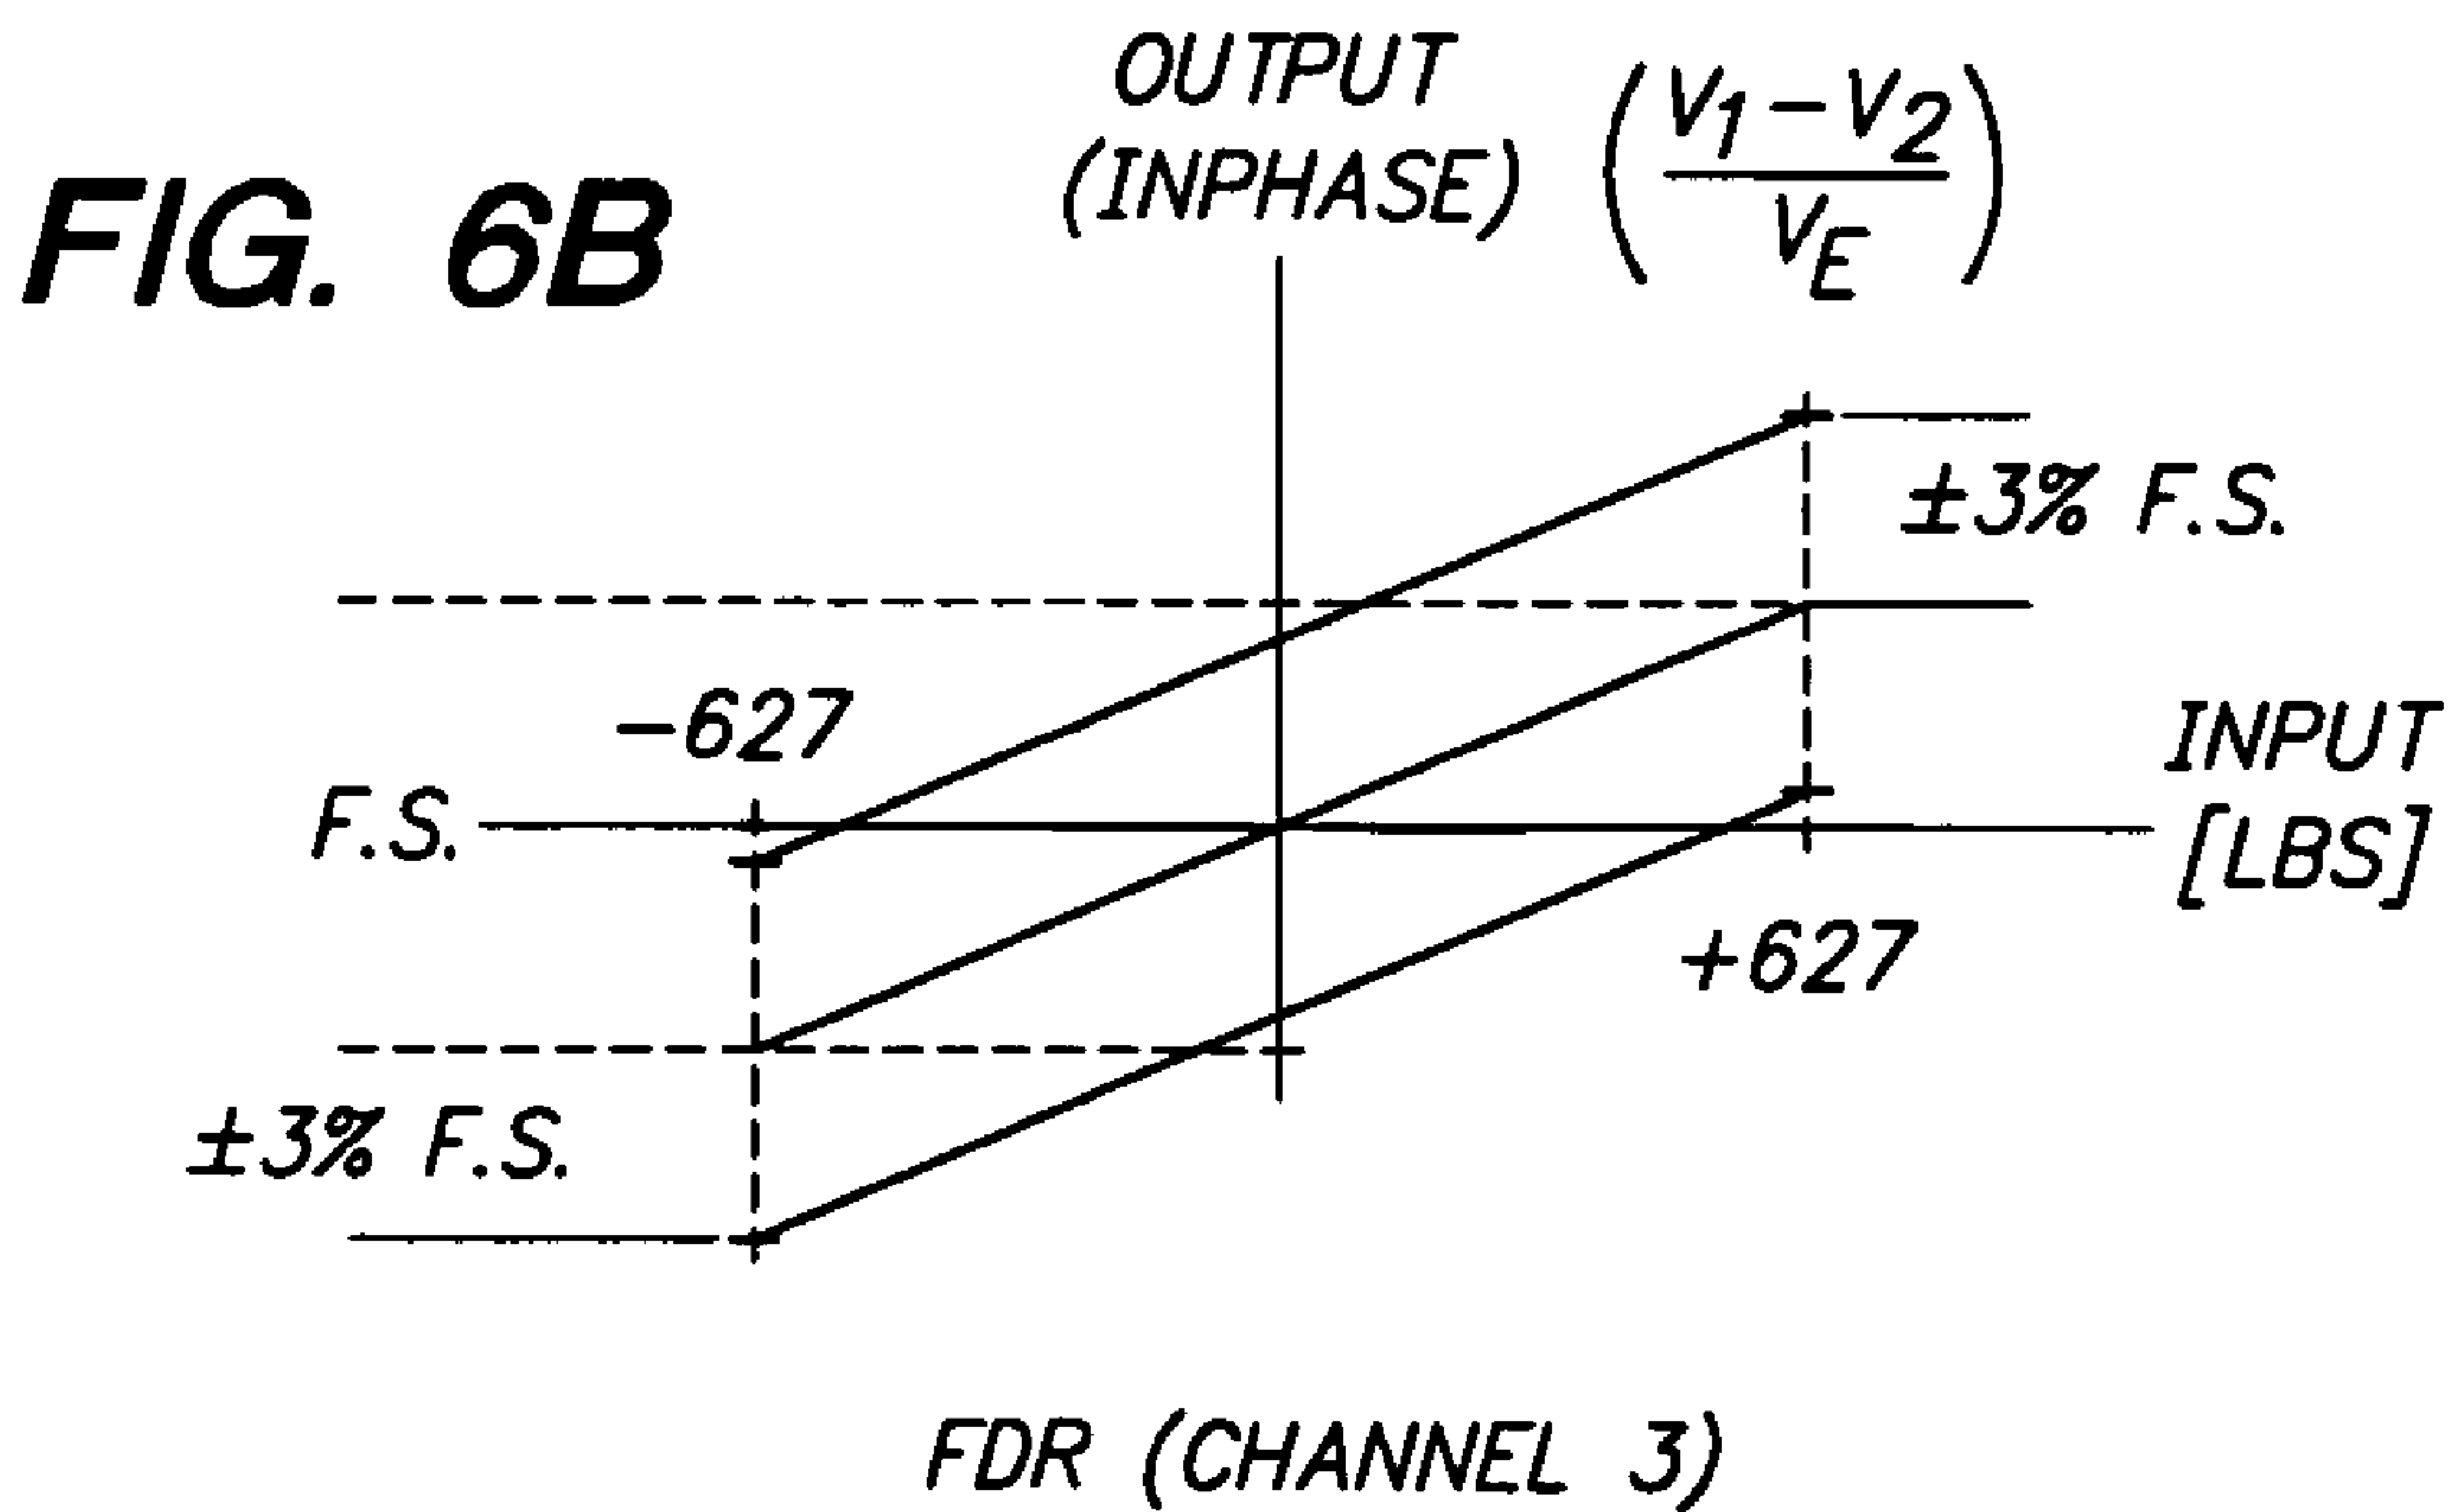 FIG. 6B
OUTPUT
(INPHASE)
(V1-V2
VE)
±3% F.S.
-627
F.S.
INPUT
[LBS]
+627
±3% F.S.
FDR (CHANNEL 3)